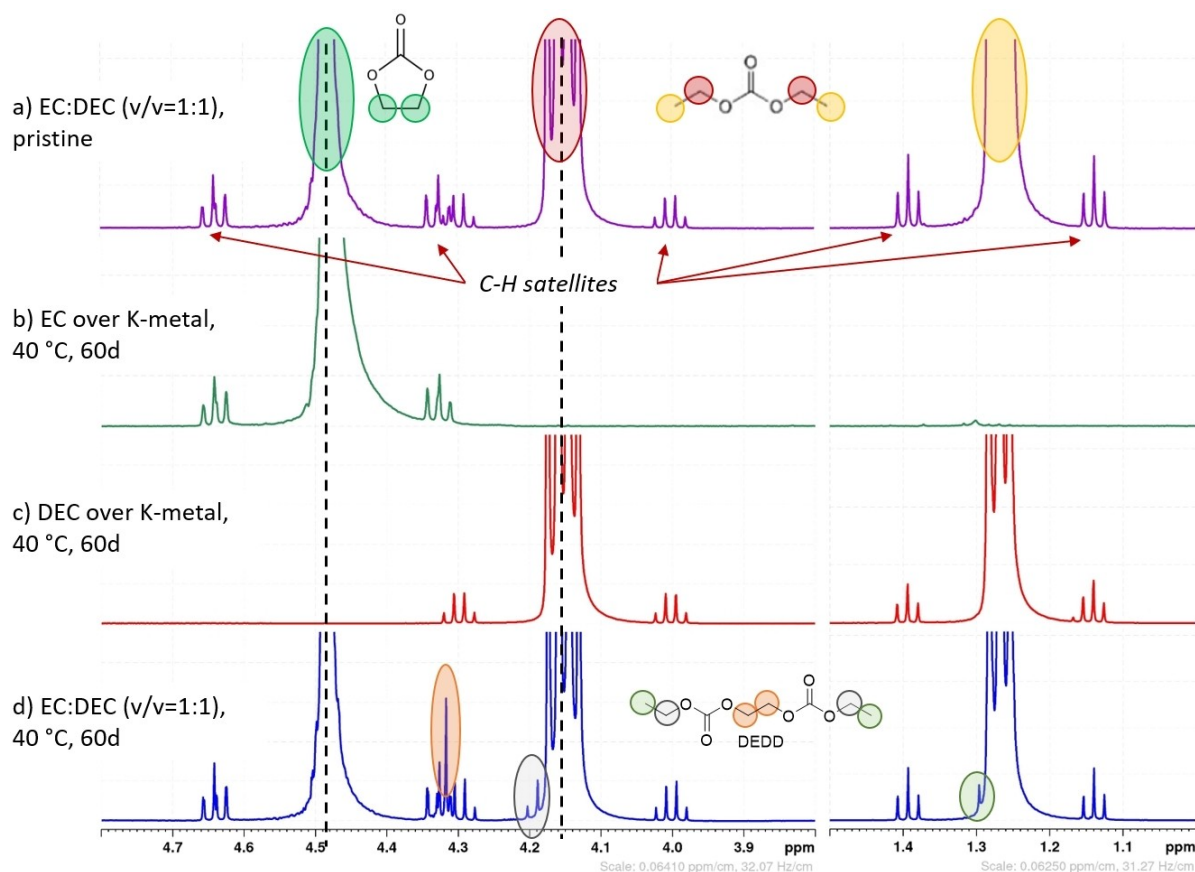 O
O O
O
O O
a) EC:DEC (v/v=1:1),
pristine
C-H satellites
b) EC over K-metal,
40 °C, 60d
c) DEC over K-metal,
40 °C, 60d
d) EC:DEC (v/v=1:1),
40 °C, 60d
O
O O O
O O
DEDD
4.7 4.6 4.5 4.4 4.3 4.2 4.1 4.0 3.9 ppm
1.4 1.3 1.2 1.1 ppm
Scale: 0.06410 ppm/cm, 32.07 Hz/cm
Scale: 0.06250 ppm/cm, 31.27 Hz/cm